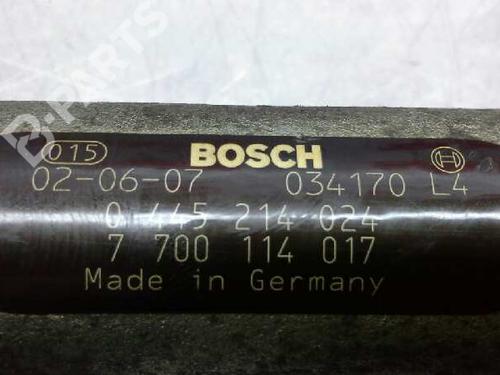 B-PARTS
015 BOSCH
02-06-07 034170 L4
0 445 214 024
7 700 114 017
Made in Germany